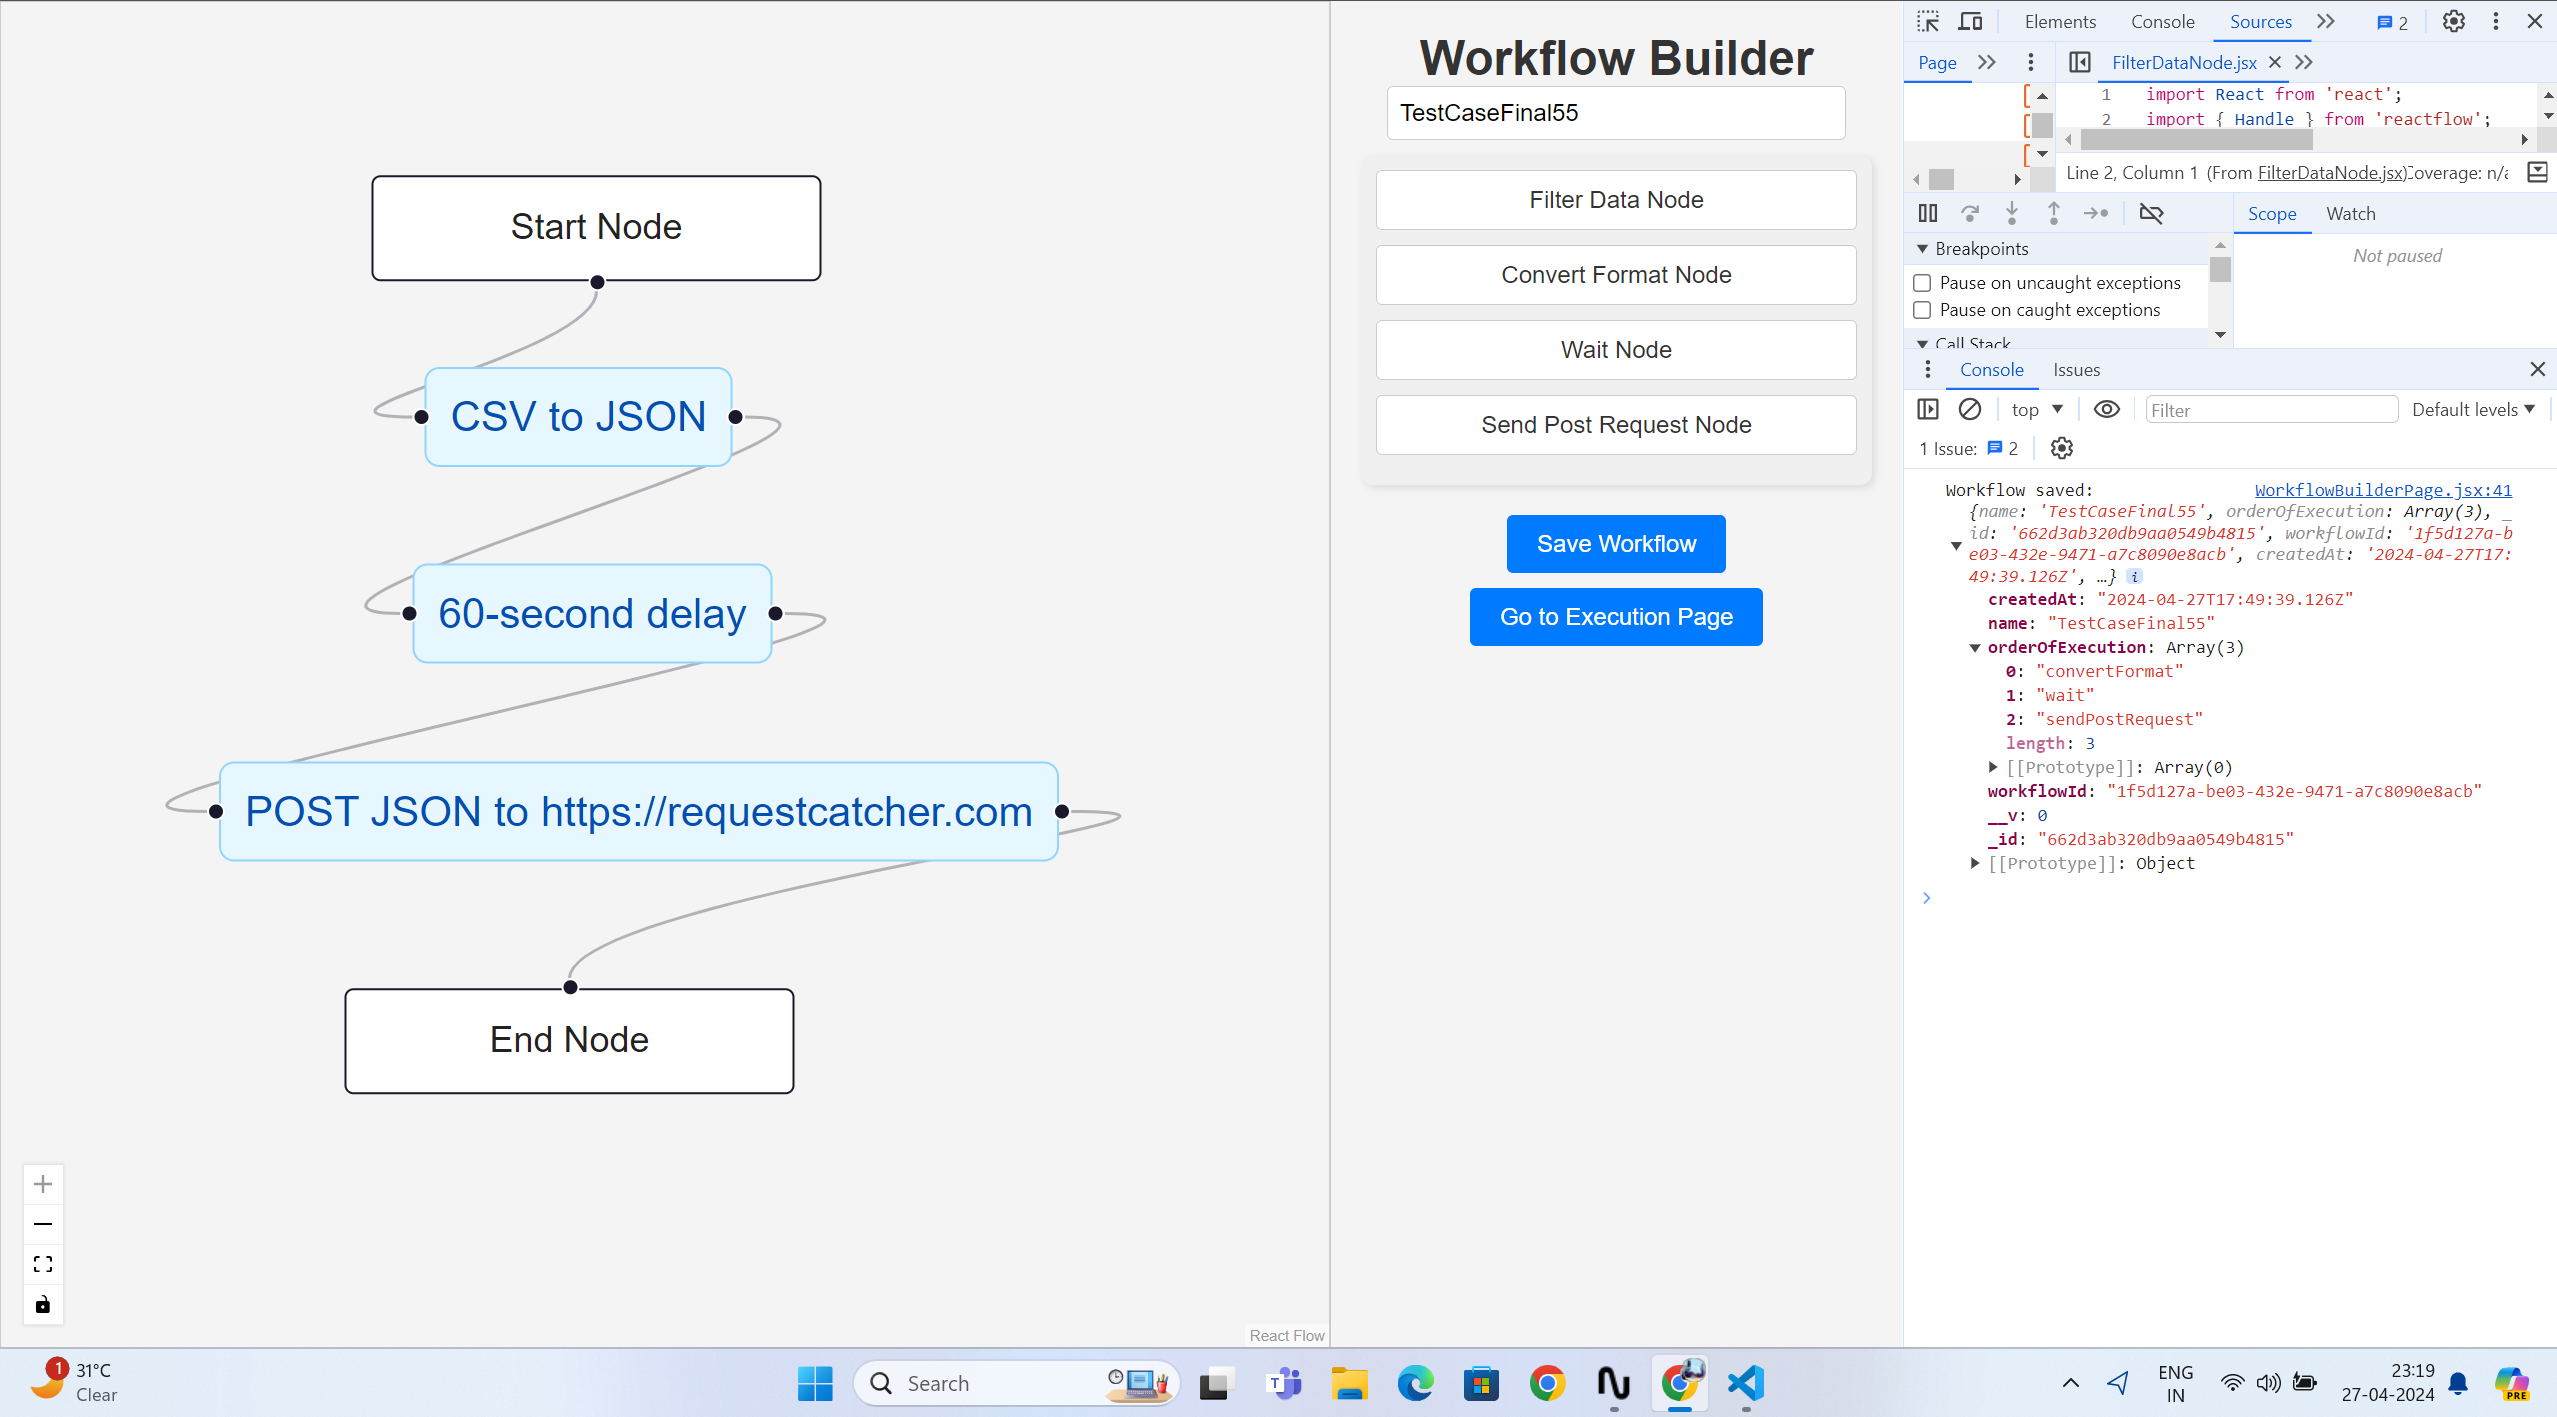 Start Node
CSV to JSON
60-second delay
POST JSON to https://requestcatcher.com
End Node
React Flow
Workflow Builder
TestCaseFinal55
Filter Data Node
Convert Format Node
Wait Node
Send Post Request Node
Save Workflow
Go to Execution Page
Elements Console Sources 2
Page
FilterDataNode.jsx
1 import React from 'react';
2 import { Handle } from 'reactflow';
Line 2, Column 1 (From FilterDataNode.jsx) overage: n/a
Breakpoints
Pause on uncaught exceptions
Pause on caught exceptions
Call Stack
Scope Watch
Not paused
Console Issues
top Filter Default levels
1 Issue: 2
Workflow saved: WorkflowBuilderPage.jsx:41
{name: 'TestCaseFinal55', orderOfExecution: Array(3), _
id: '662d3ab320db9aa0549b4815', workflowId: '1f5d127a-b
e03-432e-9471-a7c8090e8acb', createdAt: '2024-04-27T17:
49:39.126Z', …} i
createdAt: "2024-04-27T17:49:39.126Z"
name: "TestCaseFinal55"
orderOfExecution: Array(3)
0: "convertFormat"
1: "wait"
2: "sendPostRequest"
length: 3
[[Prototype]]: Array(0)
workflowId: "1f5d127a-be03-432e-9471-a7c8090e8acb"
__v: 0
_id: "662d3ab320db9aa0549b4815"
[[Prototype]]: Object
1
31°C
Clear
Search
T
ENG
IN
23:19
27-04-2024
PRE